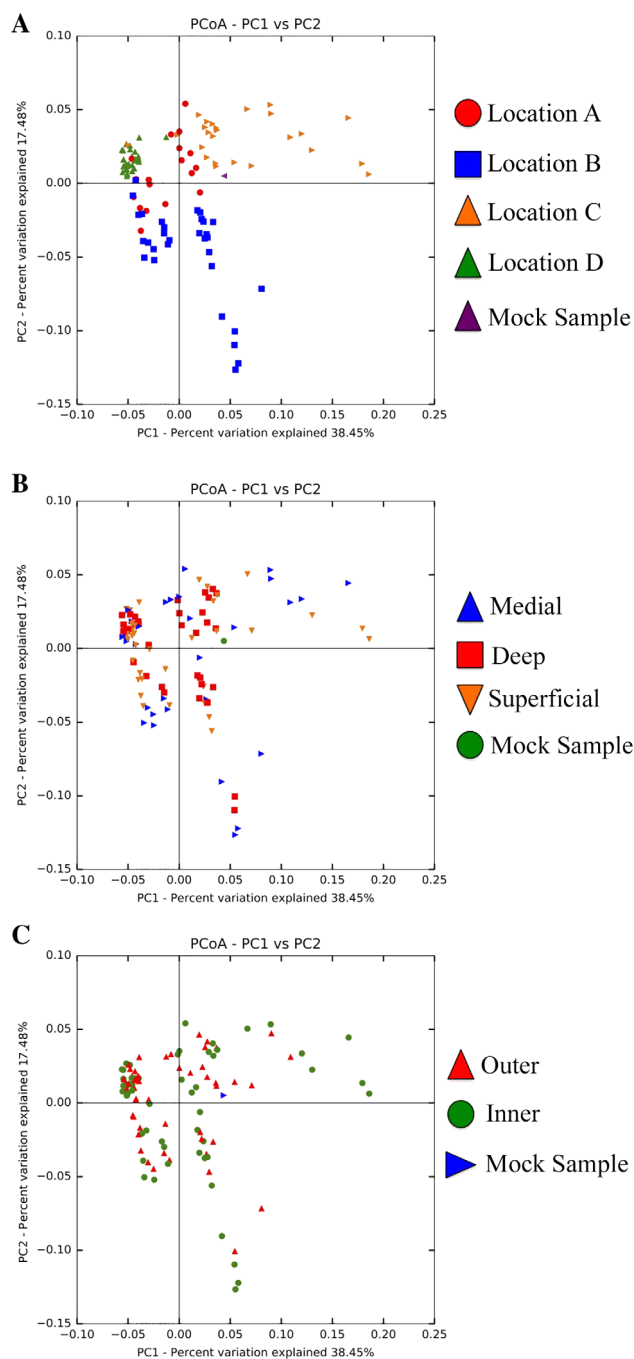 A
PCoA - PC1 vs PC2
0.10
0.05
0.00
−0.05
−0.10
−0.15
PC2 - Percent variation explained 17.48%
−0.10 −0.05 0.00 0.05 0.10 0.15 0.20 0.25
PC1 - Percent variation explained 38.45%
Location A
Location B
Location C
Location D
Mock Sample
B
PCoA - PC1 vs PC2
0.10
0.05
0.00
−0.05
−0.10
−0.15
PC2 - Percent variation explained 17.48%
−0.10 −0.05 0.00 0.05 0.10 0.15 0.20 0.25
PC1 - Percent variation explained 38.45%
Medial
Deep
Superficial
Mock Sample
C
PCoA - PC1 vs PC2
0.10
0.05
0.00
−0.05
−0.10
−0.15
PC2 - Percent variation explained 17.48%
−0.10 −0.05 0.00 0.05 0.10 0.15 0.20 0.25
PC1 - Percent variation explained 38.45%
Outer
Inner
Mock Sample